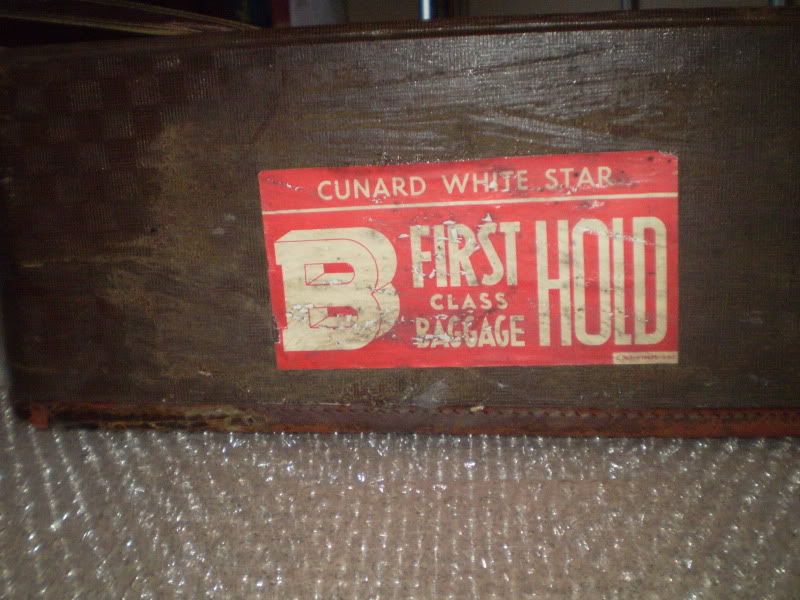 CUNARD WHITE STAR
B FIRST HOLD
CLASS
BAGGAGE